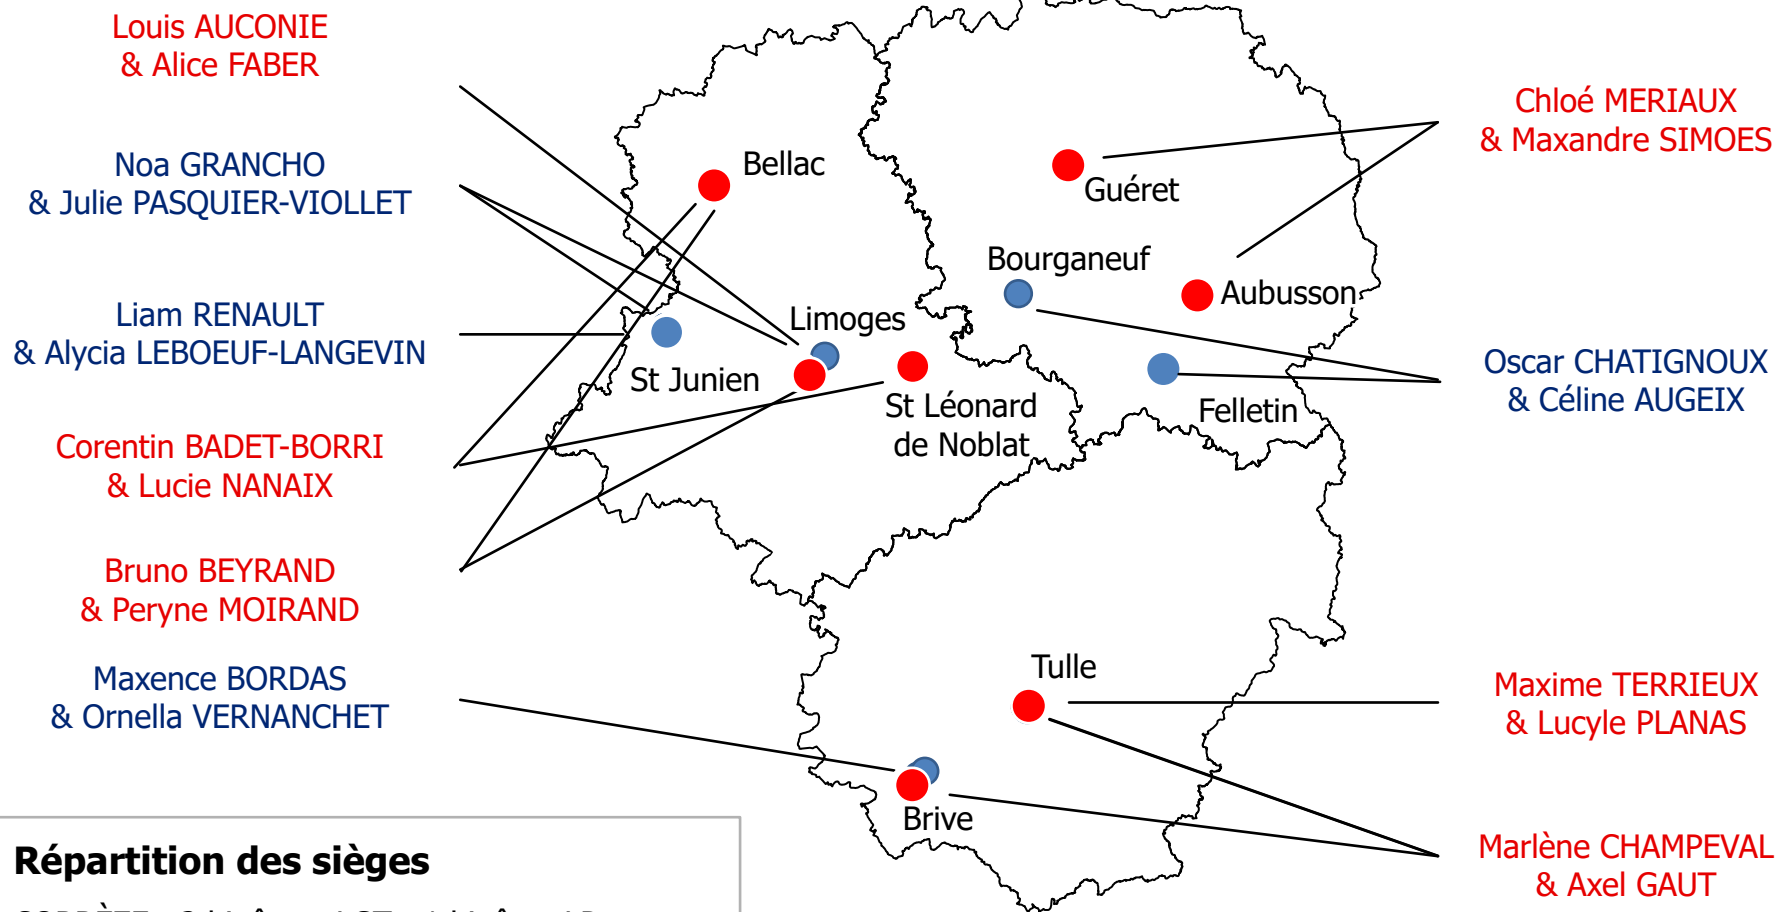 Louis AUCONIE
& Alice FABER
Noa GRANCHO
& Julie PASQUIER-VIOLLET
Liam RENAULT
& Alycia LEBOEUF-LANGEVIN
Corentin BADET-BORRI
& Lucie NANAIX
Bruno BEYRAND
& Peryne MOIRAND
Maxence BORDAS
& Ornella VERNANCHET
Bellac
Limoges
St Junien
St Léonard
de Noblat
Guéret
Bourganeuf
Aubusson
Felletin
Tulle
Brive
Chloé MERIAUX
& Maxandre SIMOES
Oscar CHATIGNOUX
& Céline AUGEIX
Maxime TERRIEUX
& Lucyle PLANAS
Marlène CHAMPEVAL
& Axel GAUT
Répartition des sièges